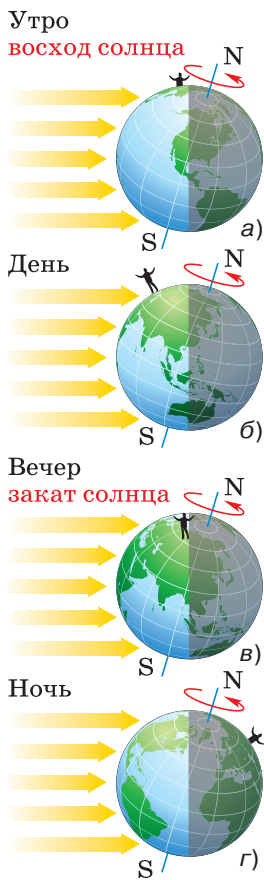 Утро
восход солнца
N
S
а)
День
N
S
б)
Вечер
закат солнца
N
S
в)
Ночь
N
S
г)